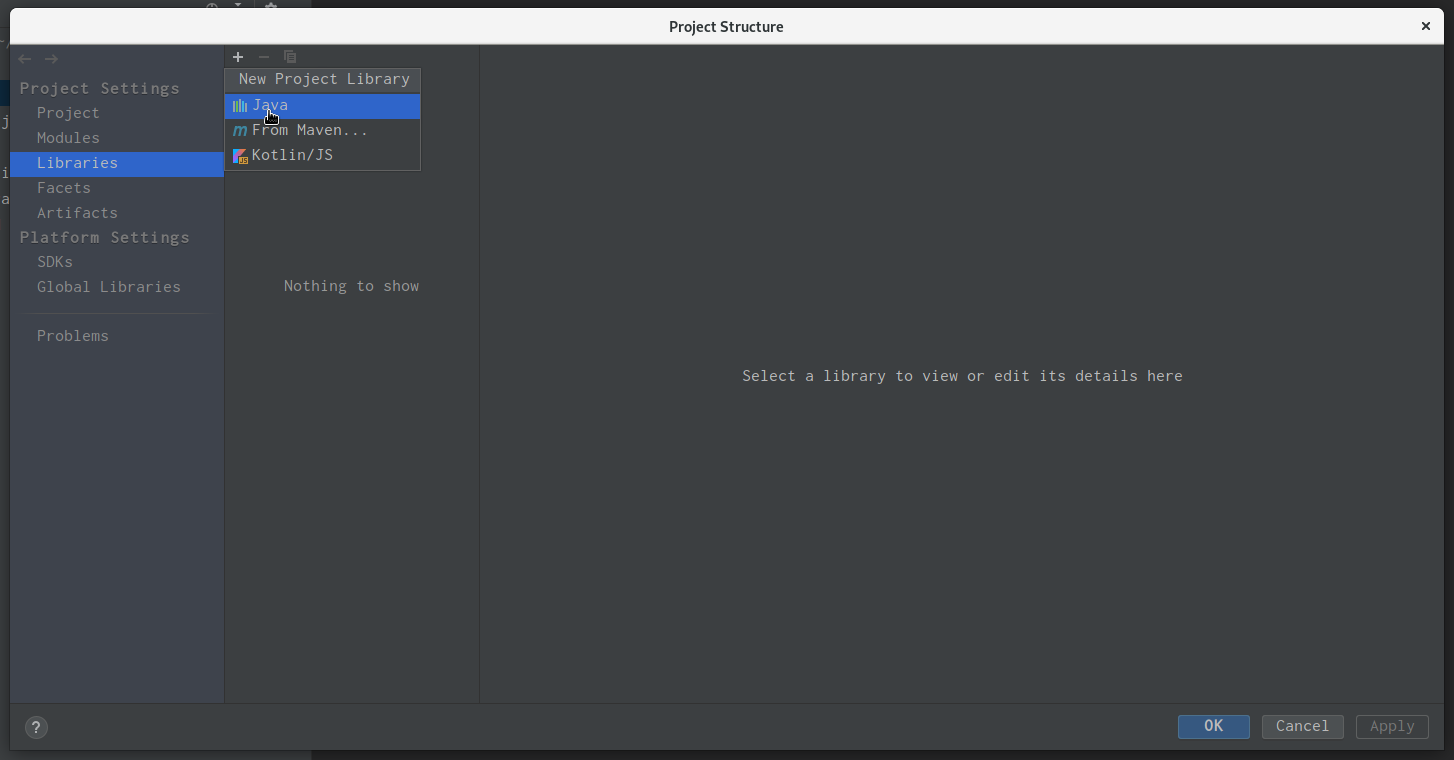 Project Structure
Project Settings
Project
Modules
Libraries
Facets
Artifacts
Platform Settings
SDKs
Global Libraries
Problems
New Project Library
Java
From Maven...
Kotlin/JS
Nothing to show
Select a library to view or edit its details here
?
OK
Cancel
Apply